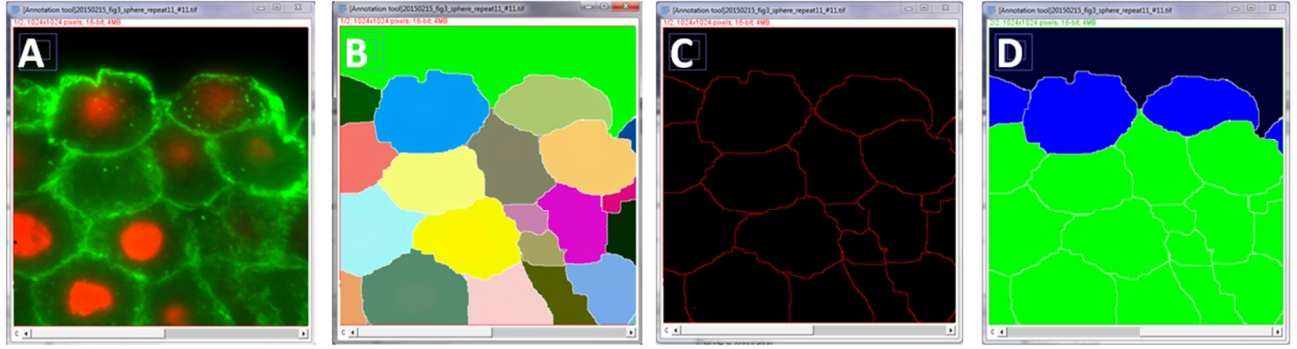 [Annotation tool]20150215_fig3_sphere_repeat11_#11.tif
1/2; 1024x1024 pixels; 16-bit; 4MB
A
c
[Annotation tool]20150215_fig3_sphere_repeat11_#11.tif
1/2; 1024x1024 pixels; 16-bit; 4MB
B
c
[Annotation tool]20150215_fig3_sphere_repeat11_#11.tif
1/2; 1024x1024 pixels; 16-bit; 4MB
C
c
[Annotation tool]20150215_fig3_sphere_repeat11_#11.tif
2/2; 1024x1024 pixels; 16-bit; 4MB
D
c